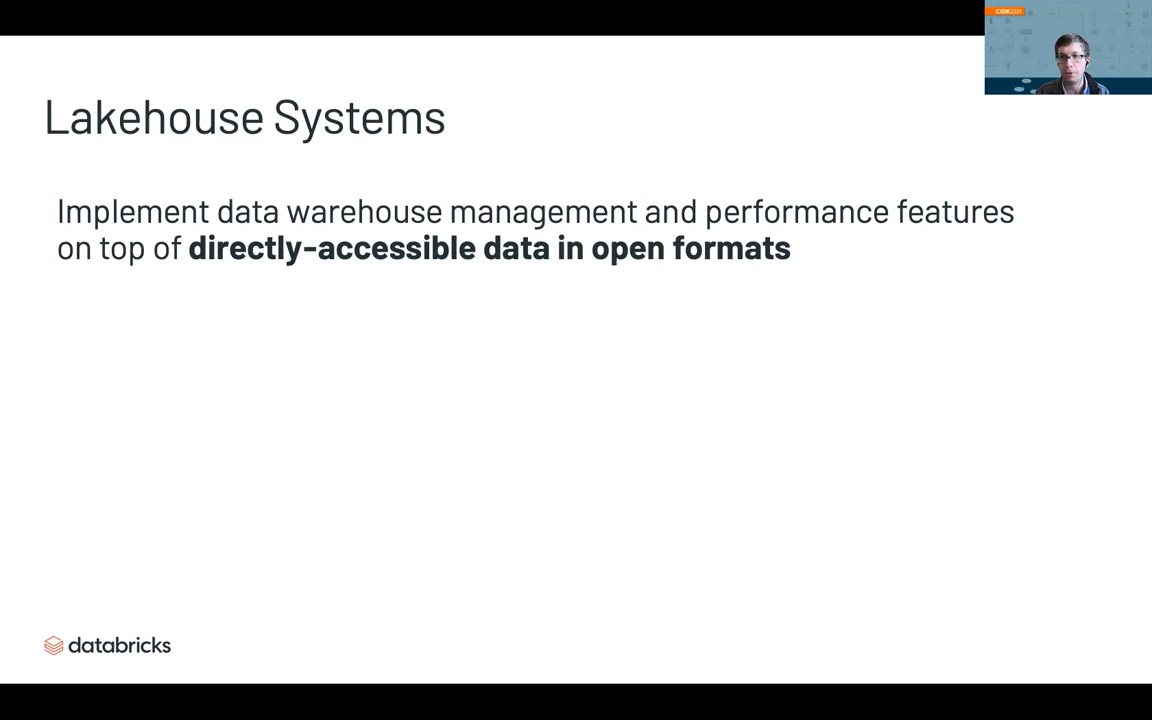 CIDR2021
Lakehouse Systems
Implement data warehouse management and performance features
on top of directly-accessible data in open formats
databricks